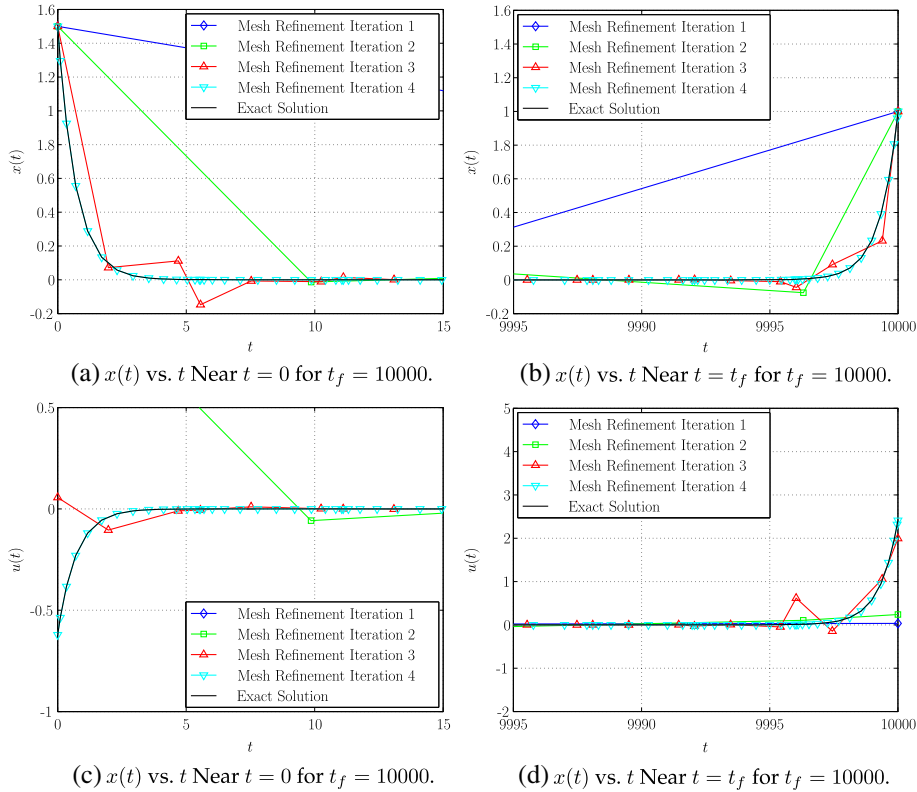 1.6
1.4
1.2
1
1.8
1.6
0.4
0.2
0
-0.2
x(t)
0 5 10 15
t
Mesh Refinement Iteration 1
Mesh Refinement Iteration 2
Mesh Refinement Iteration 3
Mesh Refinement Iteration 4
Exact Solution
(a) x(t) vs. t Near t = 0 for t_f = 10000.
1.6
1.4
1.2
1
1.8
1.6
0.4
0.2
0
-0.2
x(t)
9995 9990 9995 10000
t
Mesh Refinement Iteration 1
Mesh Refinement Iteration 2
Mesh Refinement Iteration 3
Mesh Refinement Iteration 4
Exact Solution
(b) x(t) vs. t Near t = t_f for t_f = 10000.
0.5
0
-0.5
-1
u(t)
0 5 10 15
t
Mesh Refinement Iteration 1
Mesh Refinement Iteration 2
Mesh Refinement Iteration 3
Mesh Refinement Iteration 4
Exact Solution
(c) x(t) vs. t Near t = 0 for t_f = 10000.
5
4
3
2
1
0
-1
-2
u(t)
9995 9990 9995 10000
t
Mesh Refinement Iteration 1
Mesh Refinement Iteration 2
Mesh Refinement Iteration 3
Mesh Refinement Iteration 4
Exact Solution
(d) x(t) vs. t Near t = t_f for t_f = 10000.